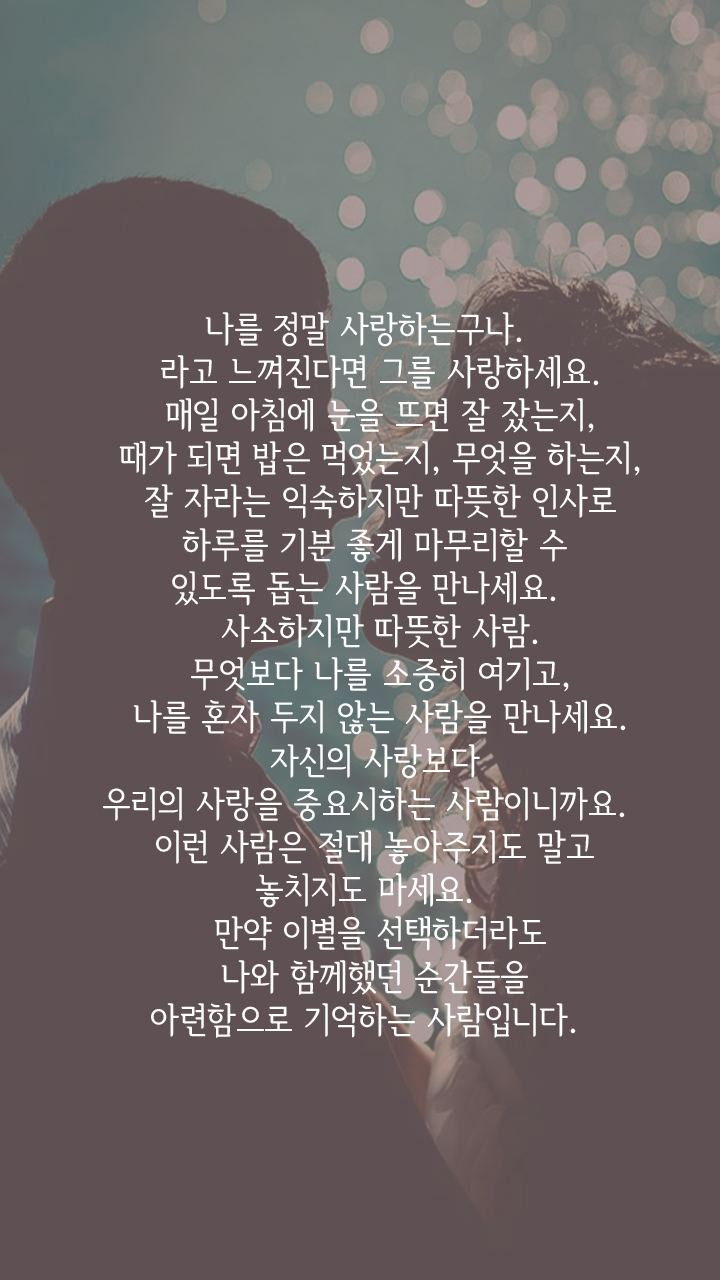 나를 정말 사랑하는구나.
라고 느껴진다면 그를 사랑하세요.
매일 아침에 눈을 뜨면 잘 잤는지,
때가 되면 밥은 먹었는지, 무엇을 하는지,
잘 자라는 익숙하지만 따뜻한 인사로
하루를 기분 좋게 마무리할 수
있도록 돕는 사람을 만나세요.
사소하지만 따뜻한 사람.
무엇보다 나를 소중히 여기고,
나를 혼자 두지 않는 사람을 만나세요.
자신의 사랑보다
우리의 사랑을 중요시하는 사람이니까요.
이런 사람은 절대 놓아주지도 말고
놓치지도 마세요.
만약 이별을 선택하더라도
나와 함께했던 순간들을
아련함으로 기억하는 사람입니다.